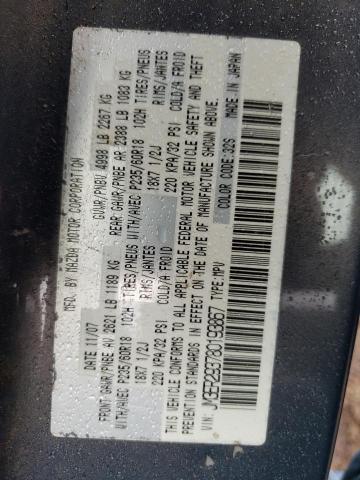 MFD. BY MAZDA MOTOR CORPORATION
DATE 11/07 GVWR/PNBV 4998 LB 2267 KG
FRONT GAWR/PNBE AV 2621 LB 1189 KG REAR GAWR/PNBE AR 2388 LB 1083 KG
WITH/AVEC P235/60R18 102H TIRES/PNEUS WITH/AVEC P235/60R18 102H TIRES/PNEUS
18X7 1/2J RIMS/JANTES 18X7 1/2J RIMS/JANTES
220 KPA/32 PSI COLD/A FROID 220 KPA/32 PSI COLD/A FROID
THIS VEHICLE CONFORMS TO ALL APPLICABLE FEDERAL MOTOR VEHICLE SAFETY AND THEFT
PREVENTION STANDARDS IN EFFECT ON THE DATE OF MANUFACTURE SHOWN ABOVE.
VIN: JM3ER293780193867 TYPE:MPV COLOR CODE:32S MADE IN JAPAN